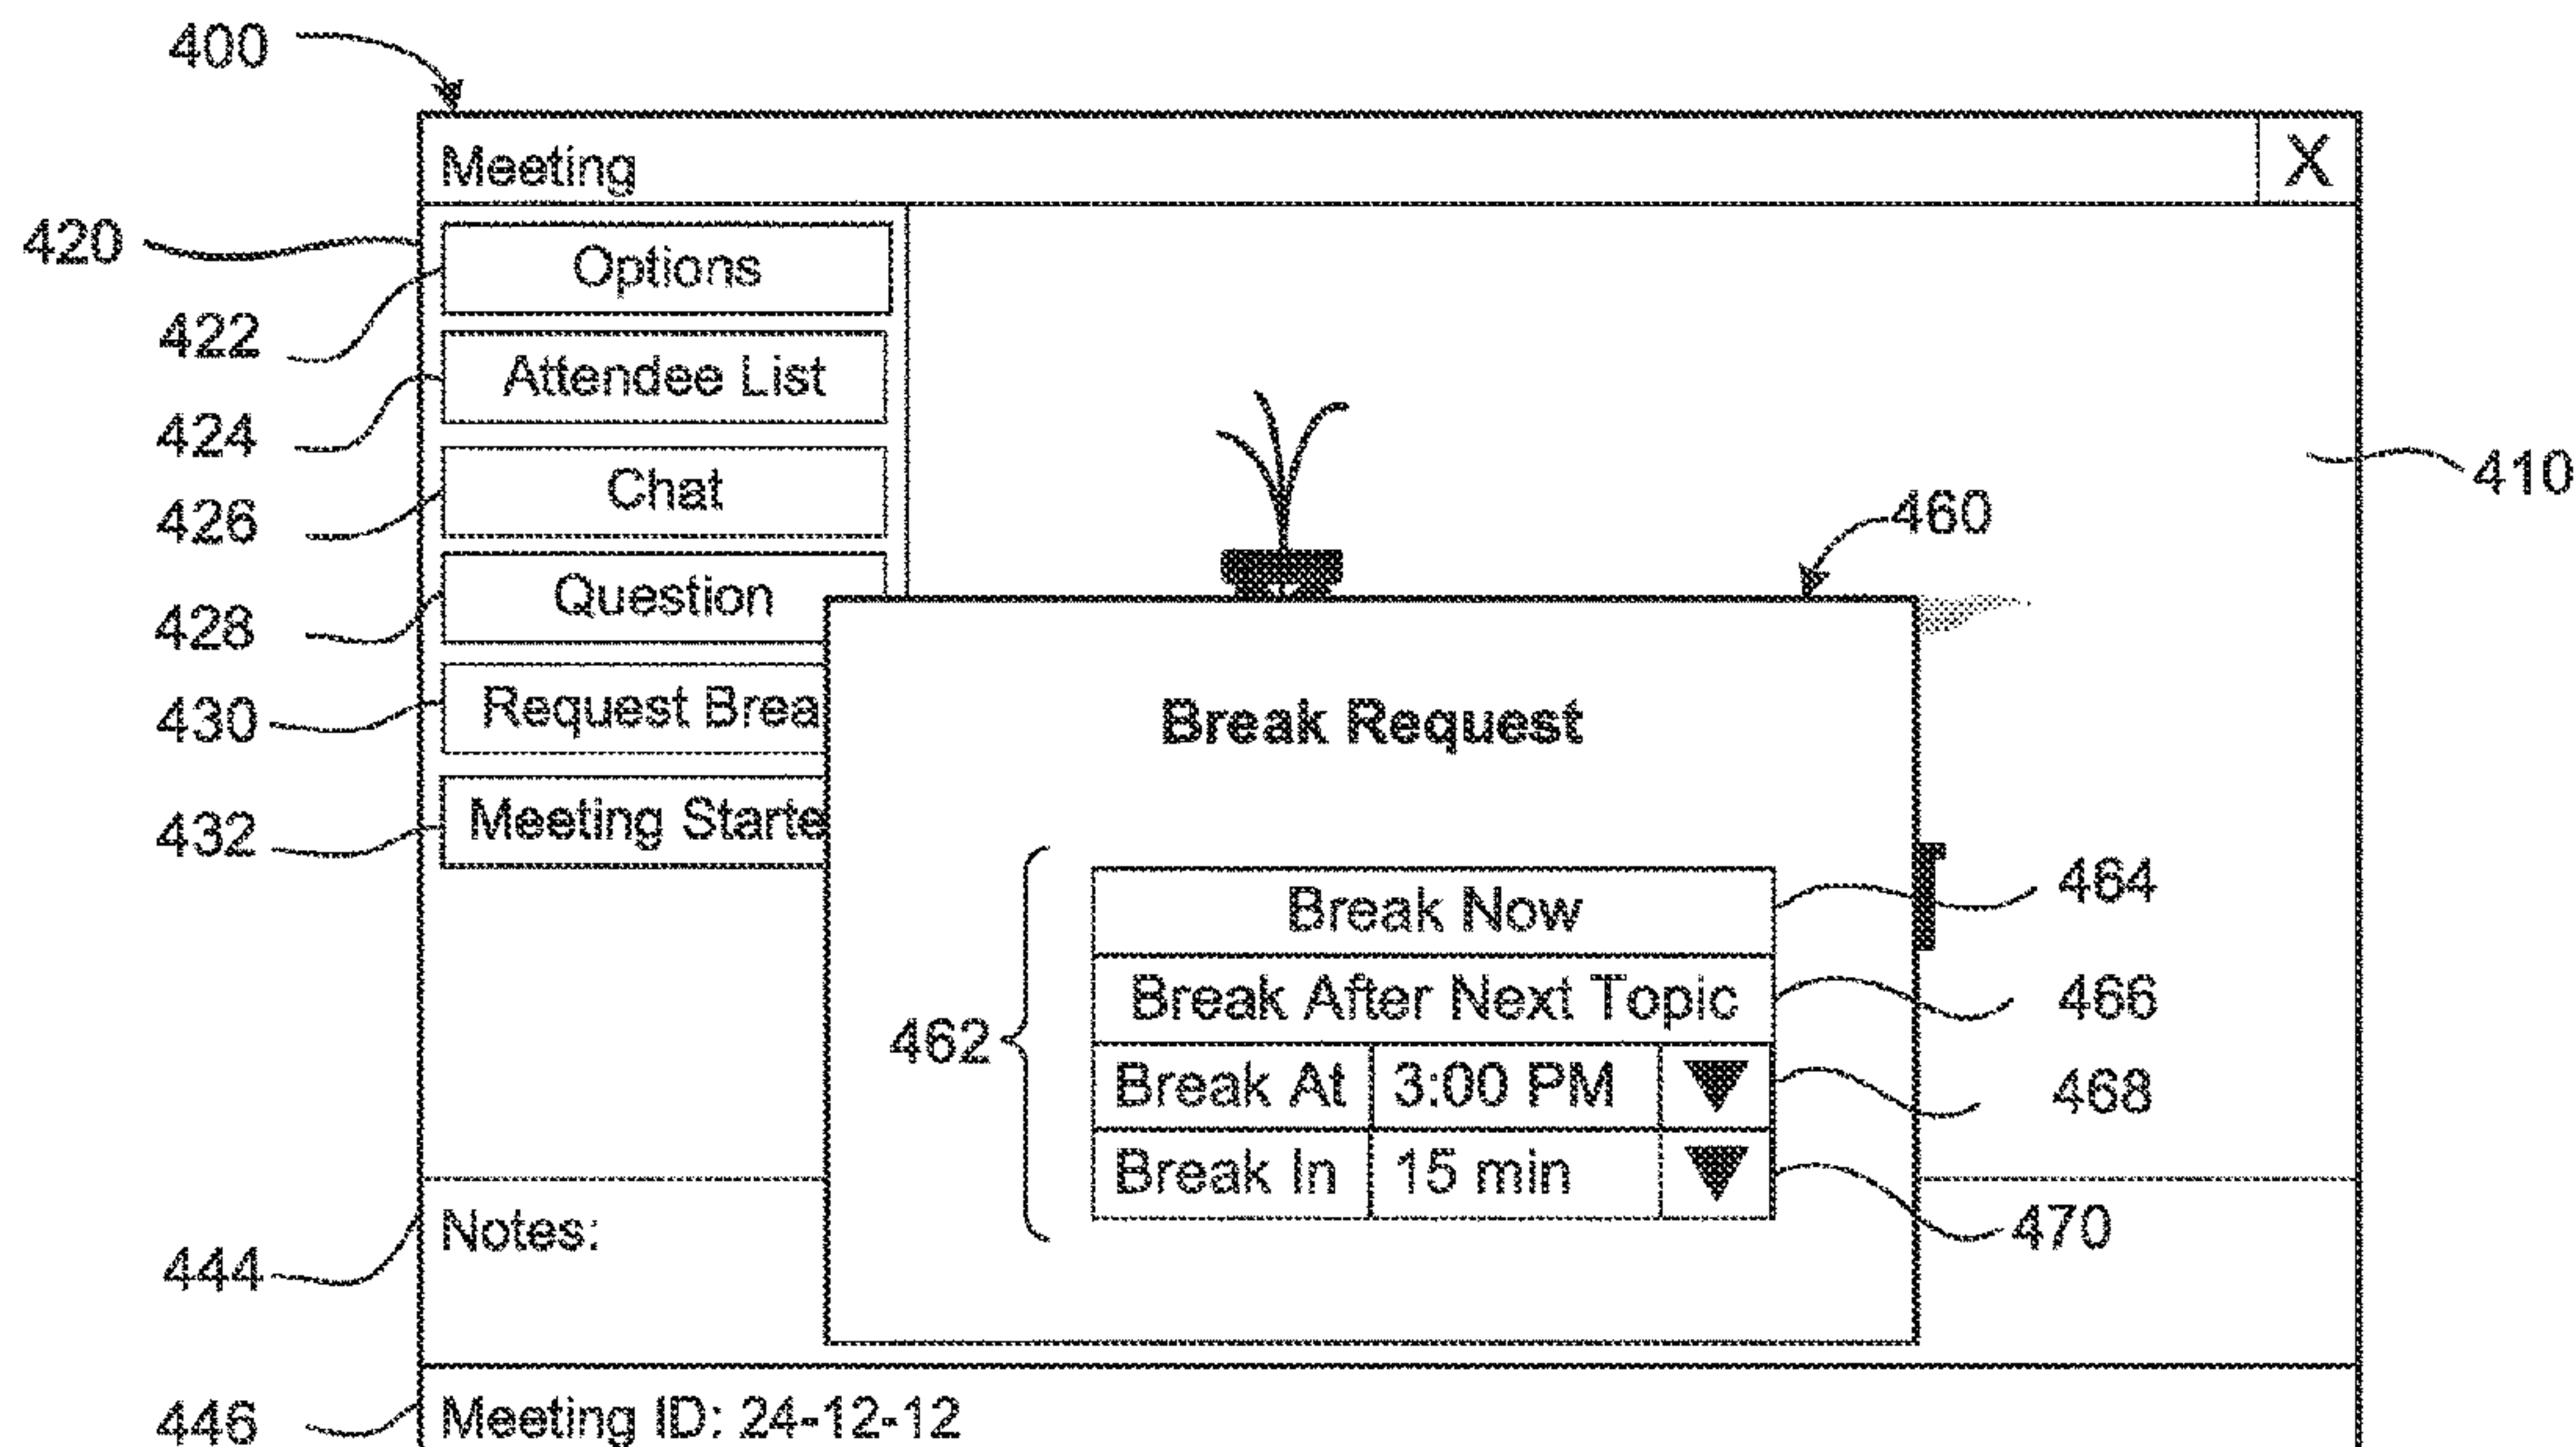 400
Meeting X
420
Options
422
Attendee List
424
410
Chat
426
460
Question
428
Request Brea
430
Break Request
Meeting Starte
432
Break Now
464
Break After Next Topic
466
462
Break At 3:00 PM
468
Break In 15 min
470
Notes:
444
Meeting ID: 24-12-12
446